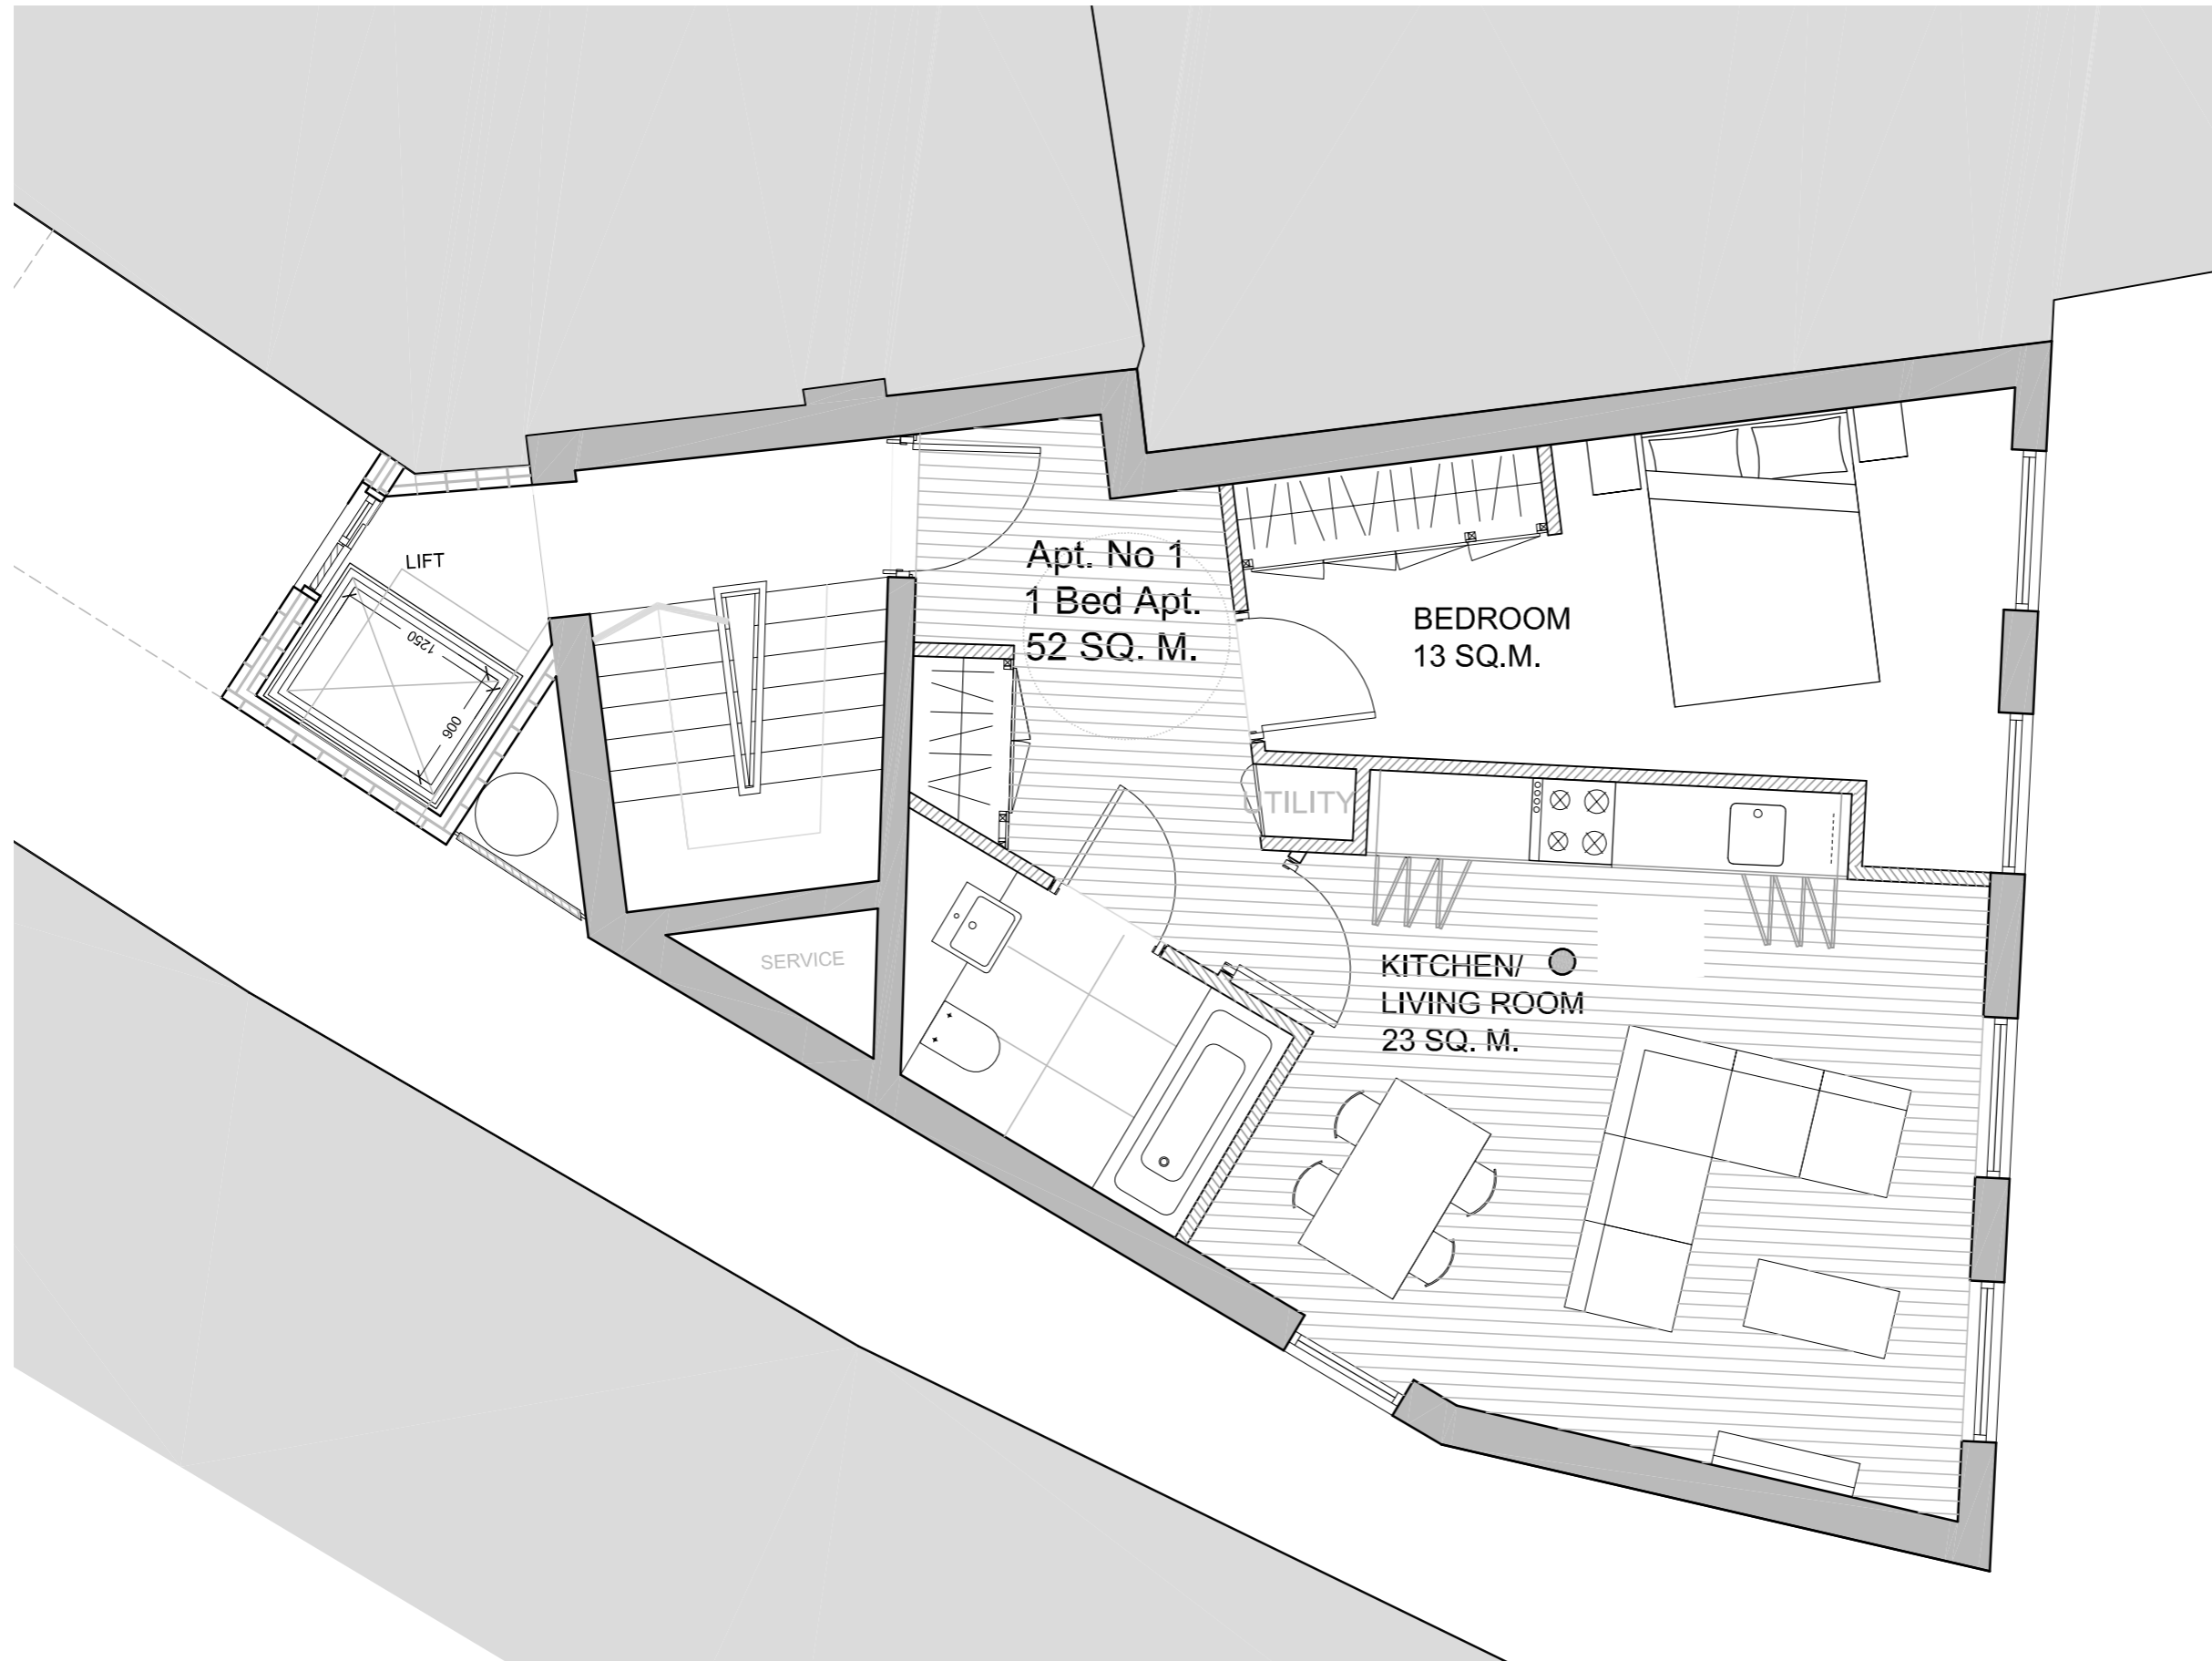 LIFT
1250
900
Apt. No 1
1 Bed Apt.
52 SQ. M.
BEDROOM
13 SQ.M.
UTILITY
SERVICE
KITCHEN/
LIVING ROOM
23 SQ. M.